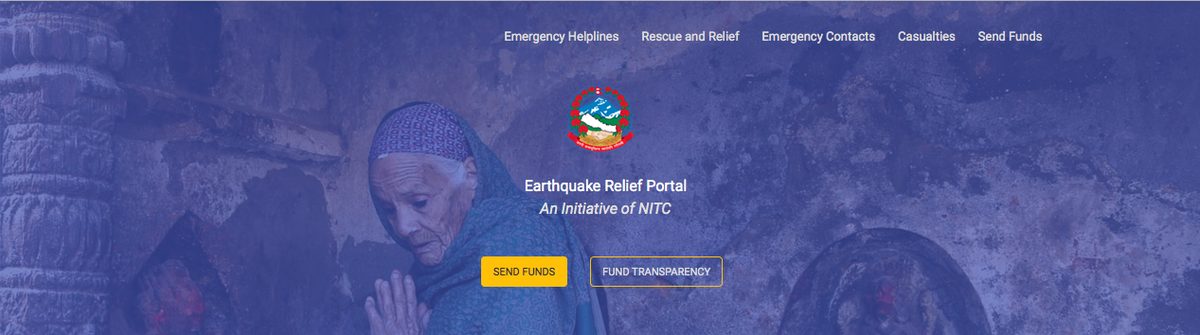 Emergency Helplines Rescue and Relief Emergency Contacts Casualties Send Funds
Earthquake Relief Portal
An Initiative of NITC
SEND FUNDS FUND TRANSPARENCY